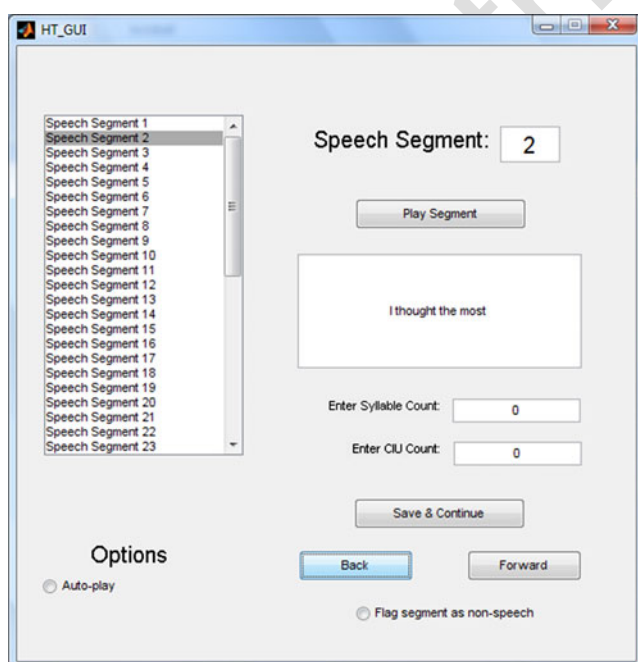 HT_GUI
Speech Segment 1
Speech Segment 2
Speech Segment 3
Speech Segment 4
Speech Segment 5
Speech Segment 6
Speech Segment 7
Speech Segment 8
Speech Segment 9
Speech Segment 10
Speech Segment 11
Speech Segment 12
Speech Segment 13
Speech Segment 14
Speech Segment 15
Speech Segment 16
Speech Segment 17
Speech Segment 18
Speech Segment 19
Speech Segment 20
Speech Segment 21
Speech Segment 22
Speech Segment 23
Options
Auto-play
Speech Segment: 2
Play Segment
I thought the most
Enter Syllable Count: 0
Enter CIU Count: 0
Save & Continue
Back Forward
Flag segment as non-speech